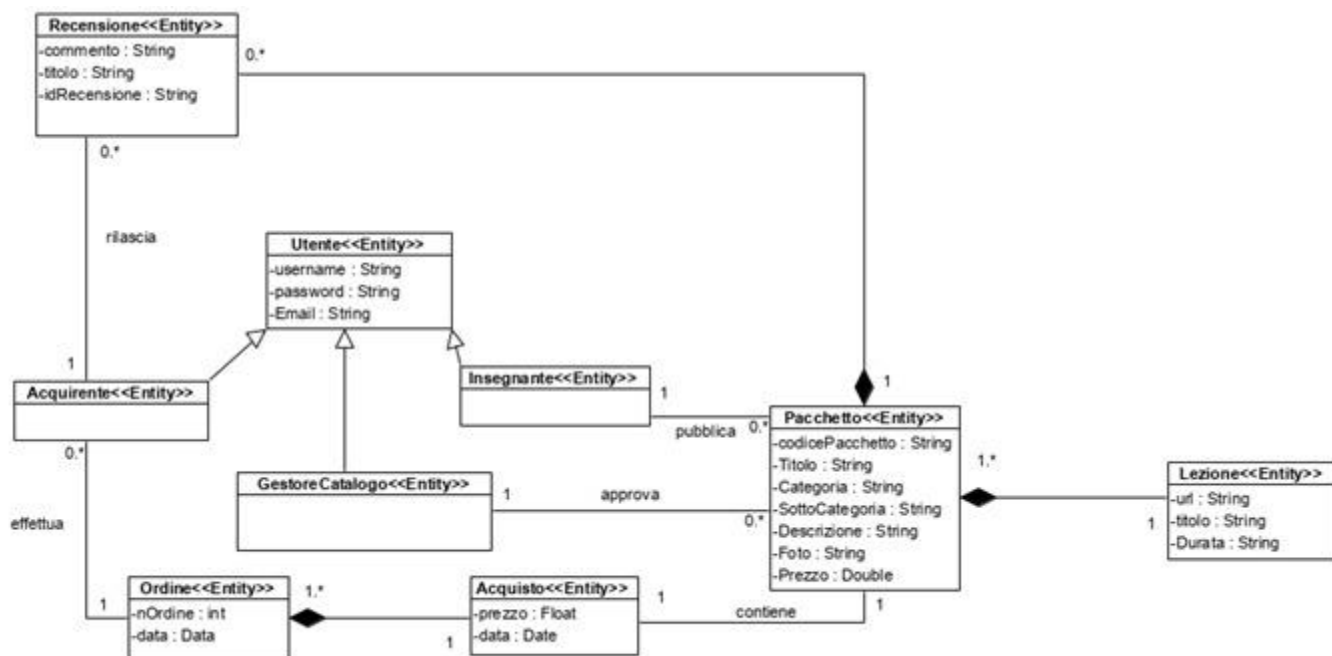 Recensione<<Entity>>
-commento : String
-titolo : String
-idRecensione : String
0.*
0.*
rilascia
1
Utente<<Entity>>
-username : String
-password : String
-Email : String
Acquirente<<Entity>>
0.*
effettua
1
Insegnante<<Entity>>
1
pubblica
0.*
GestoreCatalogo<<Entity>>
1
approva
0.*
1
Pacchetto<<Entity>>
-codicePacchetto : String
-Titolo : String
-Categoria : String
-SottoCategoria : String
-Descrizione : String
-Foto : String
-Prezzo : Double
1.*
1
Lezione<<Entity>>
-url : String
-titolo : String
-Durata : String
Ordine<<Entity>>
-nOrdine : int
-data : Data
1.*
1
Acquisto<<Entity>>
-prezzo : Float
-data : Date
1
contiene
1